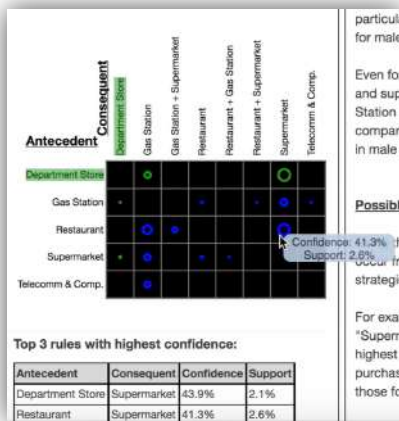 Consequent
Department Store
Gas Station
Gas Station + Supermarket
Restaurant
Restaurant + Gas Station
Restaurant + Supermarket
Supermarket
Telecomm & Comp.
Antecedent
Department Store
Gas Station
Restaurant
Supermarket
Telecomm & Comp.
Confidence: 41.3%
Support: 2.6%
Top 3 rules with highest confidence:
Antecedent Consequent Confidence Support
Department Store Supermarket 43.9% 2.1%
Restaurant Supermarket 41.3% 2.6%
for male
Even fo
and sup
Station
compar
in male
strategi
For exa
"Superm
highest
purchas
those fo